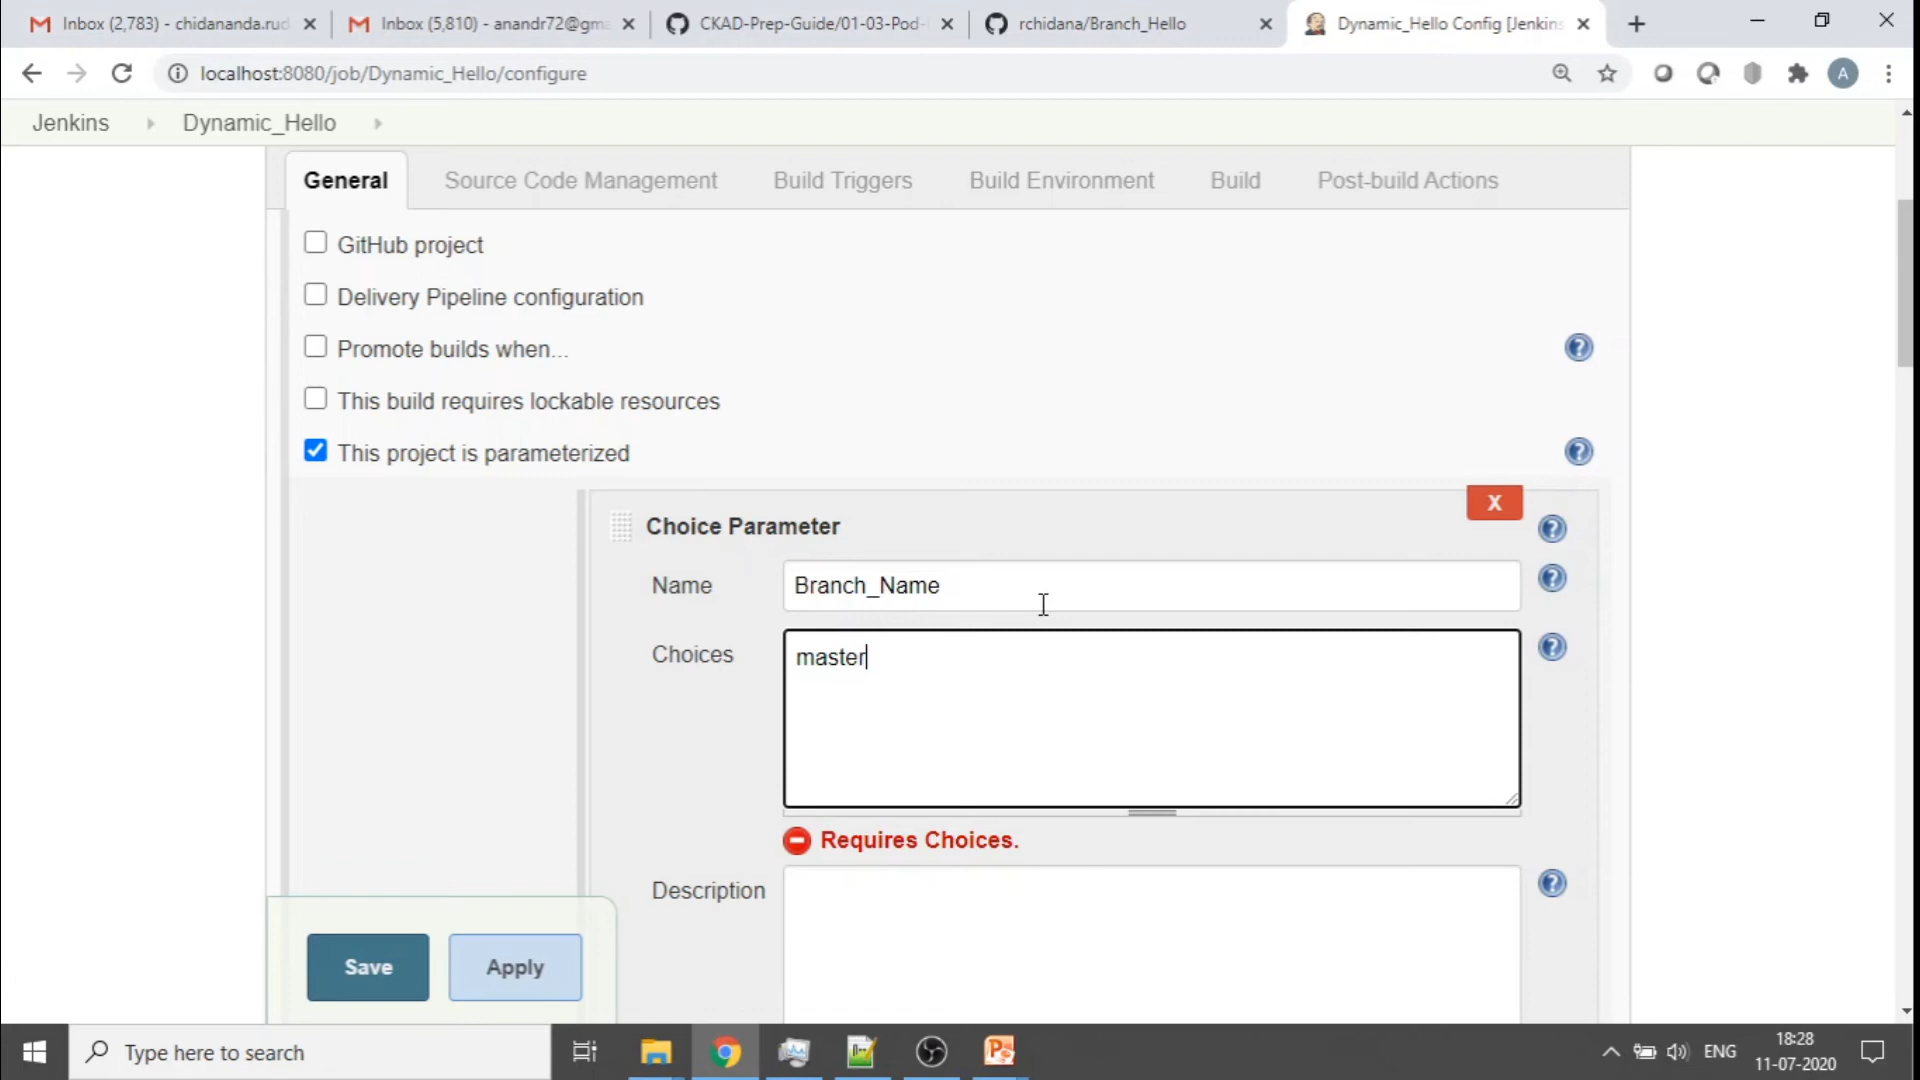 Inbox (2,783) - chidananda.rud
Inbox (5,810) - anandr72@gma
CKAD-Prep-Guide/01-03-Pod-
rchidana/Branch_Hello
Dynamic_Hello Config [Jenkins
localhost:8080/job/Dynamic_Hello/configure
A
Jenkins
Dynamic_Hello
General
Source Code Management
Build Triggers
Build Environment
Build
Post-build Actions
GitHub project
Delivery Pipeline configuration
Promote builds when...
This build requires lockable resources
This project is parameterized
X
Choice Parameter
Name
Branch_Name
Choices
master
Requires Choices.
Description
Save
Apply
Type here to search
ENG
18:28
11-07-2020